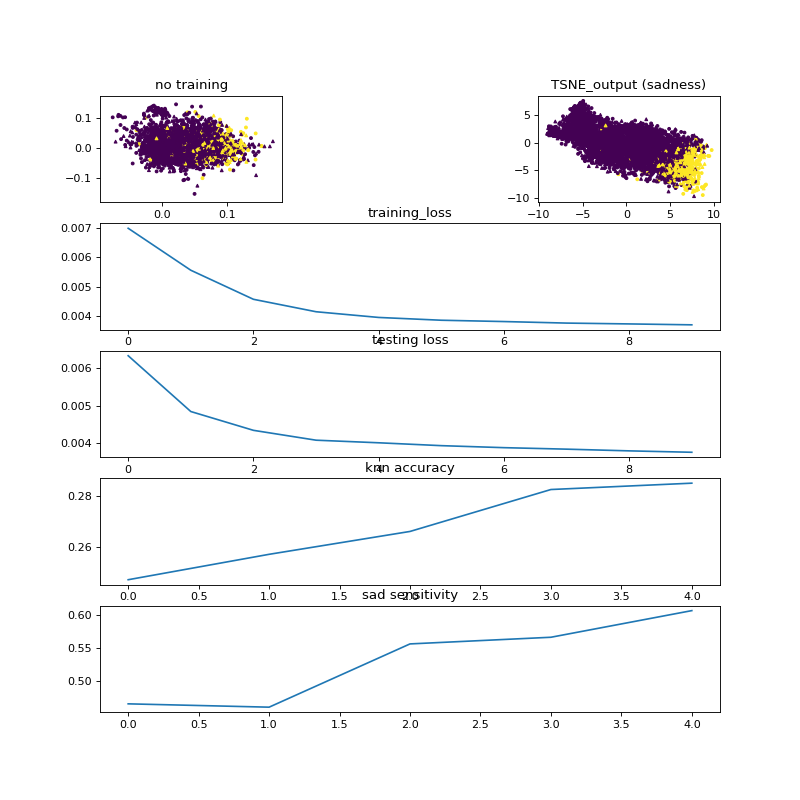 no training
TSNE_output (sadness)
0.1
0.0
−0.1
0.0 0.1
5
0
−5
−10
−10 −5 0 5 10
training_loss
0.007
0.006
0.005
0.004
0 2 4 6 8
testing loss
0.006
0.005
0.004
0 2 4 6 8
knn accuracy
0.28
0.26
0.0 0.5 1.0 1.5 2.0 2.5 3.0 3.5 4.0
sad sensitivity
0.60
0.55
0.50
0.0 0.5 1.0 1.5 2.0 2.5 3.0 3.5 4.0